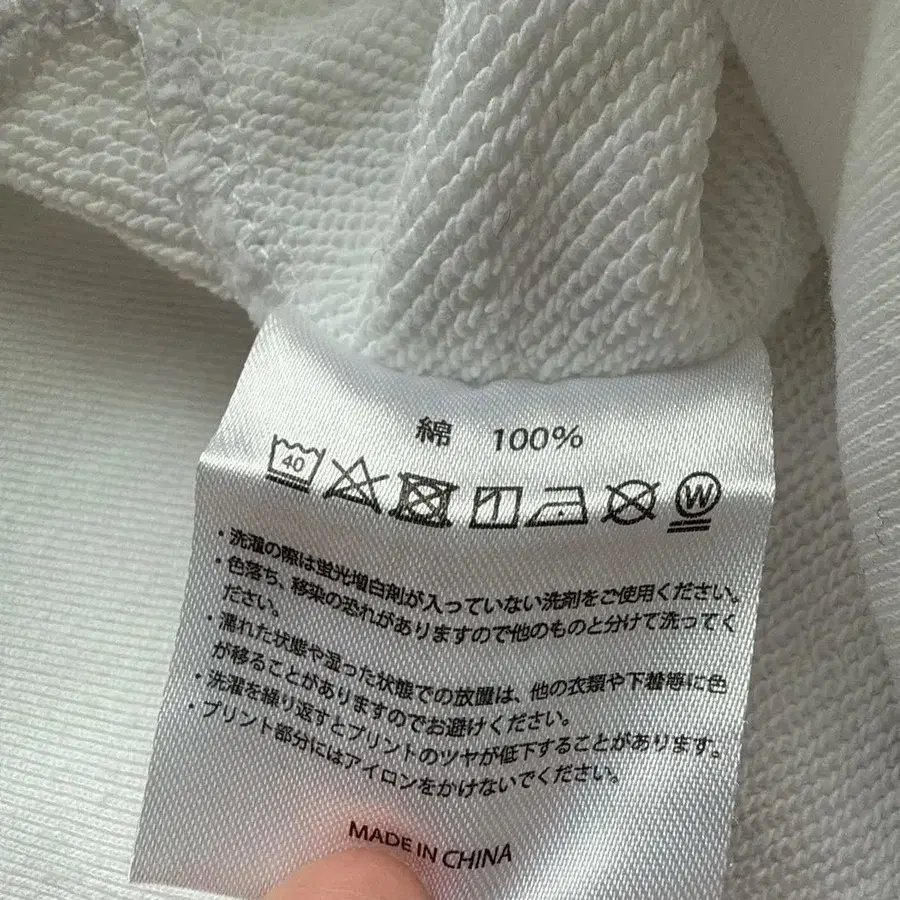 綿 100%
40 W
・洗濯の際は蛍光増白剤が入っていない洗剤をご使用ください。
・色落ち、移染の恐れがありますので他のものと分けて洗ってく
ださい。
・濡れた状態や湿った状態での放置は、他の衣類や下着等に色
が移ることがありますのでお避けください。
・洗濯を繰り返すとプリントのツヤが低下することがあります。
・プリント部分にはアイロンをかけないでください。
MADE IN CHINA